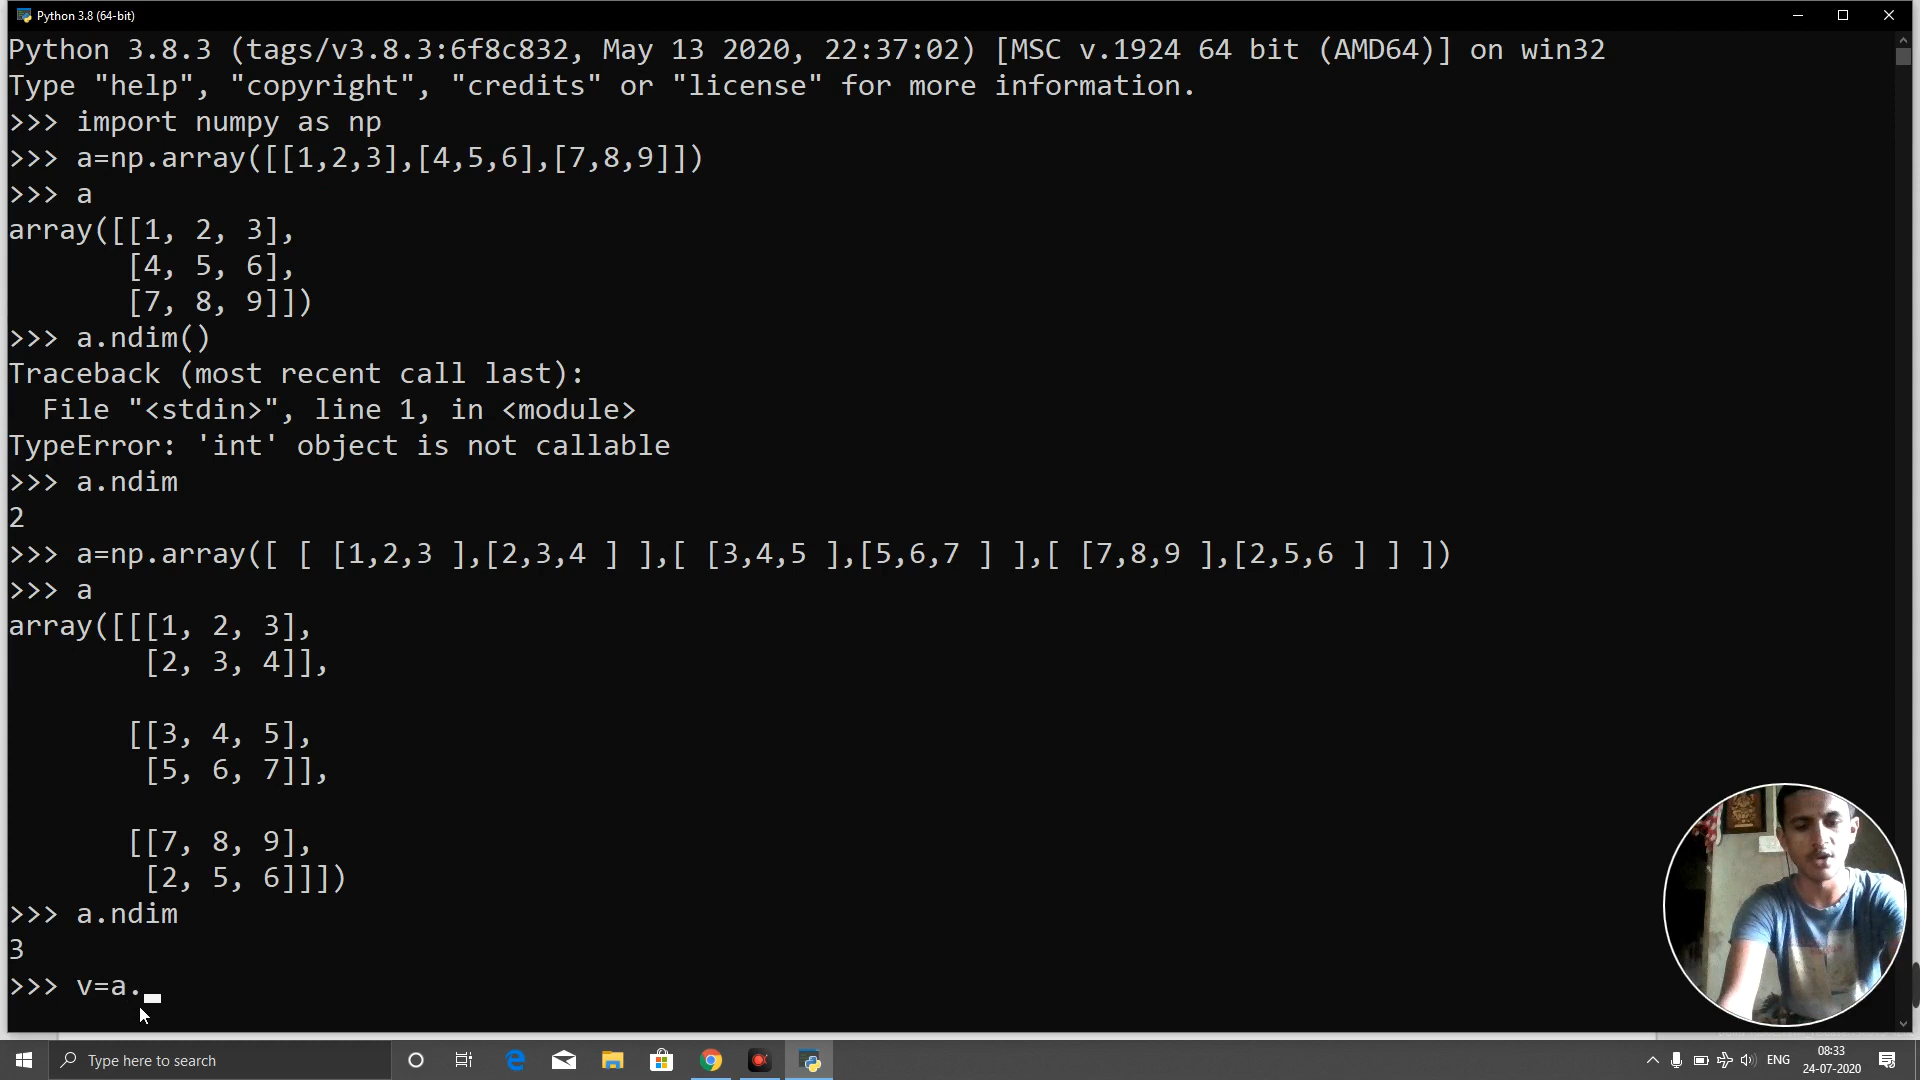 Python 3.8 (64-bit)
Python 3.8.3 (tags/v3.8.3:6f8c832, May 13 2020, 22:37:02) [MSC v.1924 64 bit (AMD64)] on win32
Type "help", "copyright", "credits" or "license" for more information.
>>> import numpy as np
>>> a=np.array([[1,2,3],[4,5,6],[7,8,9]])
>>> a
array([[1, 2, 3],
       [4, 5, 6],
       [7, 8, 9]])
>>> a.ndim()
Traceback (most recent call last):
  File "<stdin>", line 1, in <module>
TypeError: 'int' object is not callable
>>> a.ndim
2
>>> a=np.array([ [ [1,2,3 ],[2,3,4 ] ],[ [3,4,5 ],[5,6,7 ] ],[ [7,8,9 ],[2,5,6 ] ] ])
>>> a
array([[[1, 2, 3],
        [2, 3, 4]],

       [[3, 4, 5],
        [5, 6, 7]],

       [[7, 8, 9],
        [2, 5, 6]]])
>>> a.ndim
3
>>> v=a.
Type here to search
ENG
08:33
24-07-2020